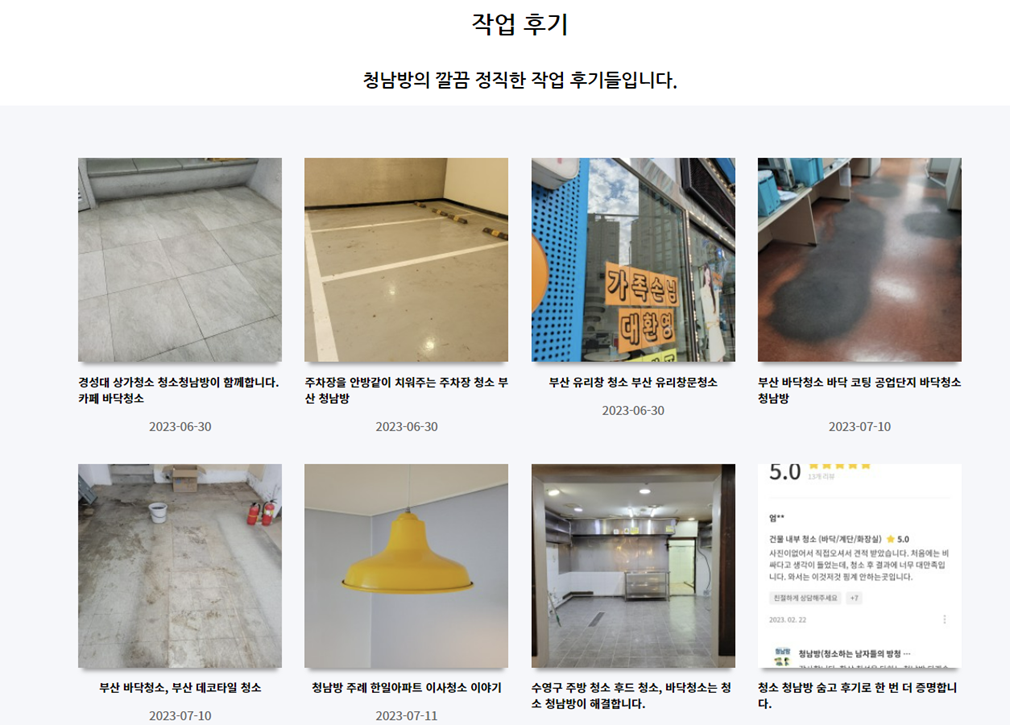 작업 후기
청남방의 깔끔 정직한 작업 후기들입니다.
가족손님
대환영
경성대 상가청소 청소청남방이 함께합니다.
카페 바닥청소
2023-06-30
주차장을 안방같이 치워주는 주차장 청소 부
산 청남방
2023-06-30
부산 유리창 청소 부산 유리창문청소
2023-06-30
부산 바닥청소 바닥 코팅 공업단지 바닥청소
청남방
2023-07-10
5.0
13개 리뷰
엄**
건물 내부 청소 (바닥/계단/화장실) 5.0
사진이없어서 직접오셔서 견적 받았습니다. 처음에는 비
싸다고 생각이 들었는데, 청소 후 결과에 너무 대만족입
니다. 와서는 이것저것 핑계 안하는곳입니다.
친절하게 상담해주세요 +7
2023. 02. 22
청남방
청남방(청소하는 남자들의 방청 ···
부산 바닥청소, 부산 데코타일 청소
2023-07-10
청남방 주례 한일아파트 이사청소 이야기
2023-07-11
수영구 주방 청소 후드 청소, 바닥청소는 청
소 청남방이 해결합니다.
청소 청남방 숨고 후기로 한 번 더 증명합니
다.